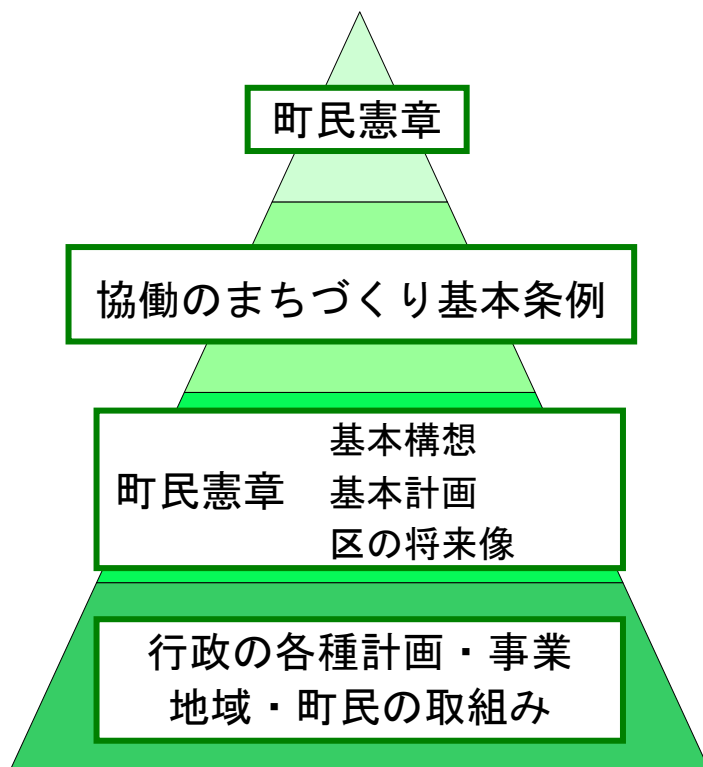 町民憲章
協働のまちづくり基本条例
基本構想
町民憲章 基本計画
区の将来像
行政の各種計画・事業
地域・町民の取組み